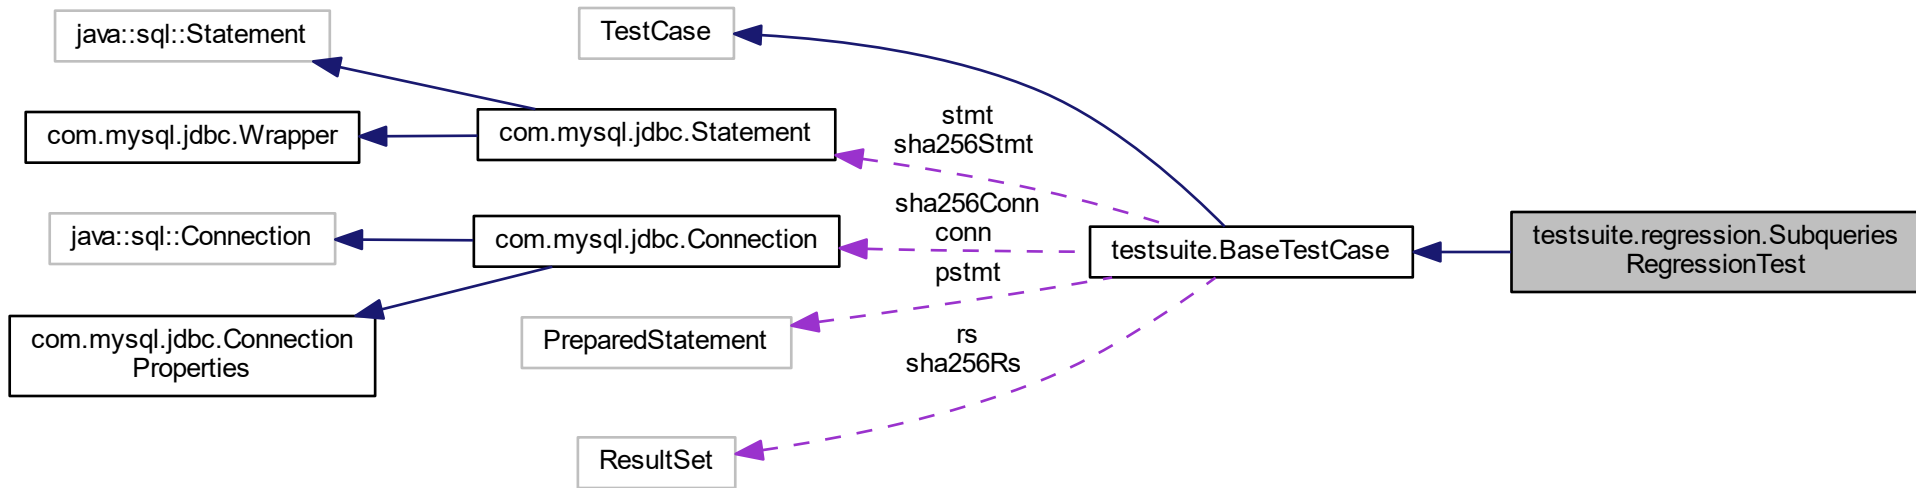 java::sql::Statement
TestCase
com.mysql.jdbc.Wrapper
com.mysql.jdbc.Statement
stmt
sha256Stmt
java::sql::Connection
com.mysql.jdbc.Connection
sha256Conn
conn
testsuite.BaseTestCase
testsuite.regression.Subqueries
RegressionTest
pstmt
com.mysql.jdbc.Connection
Properties
PreparedStatement
rs
sha256Rs
ResultSet